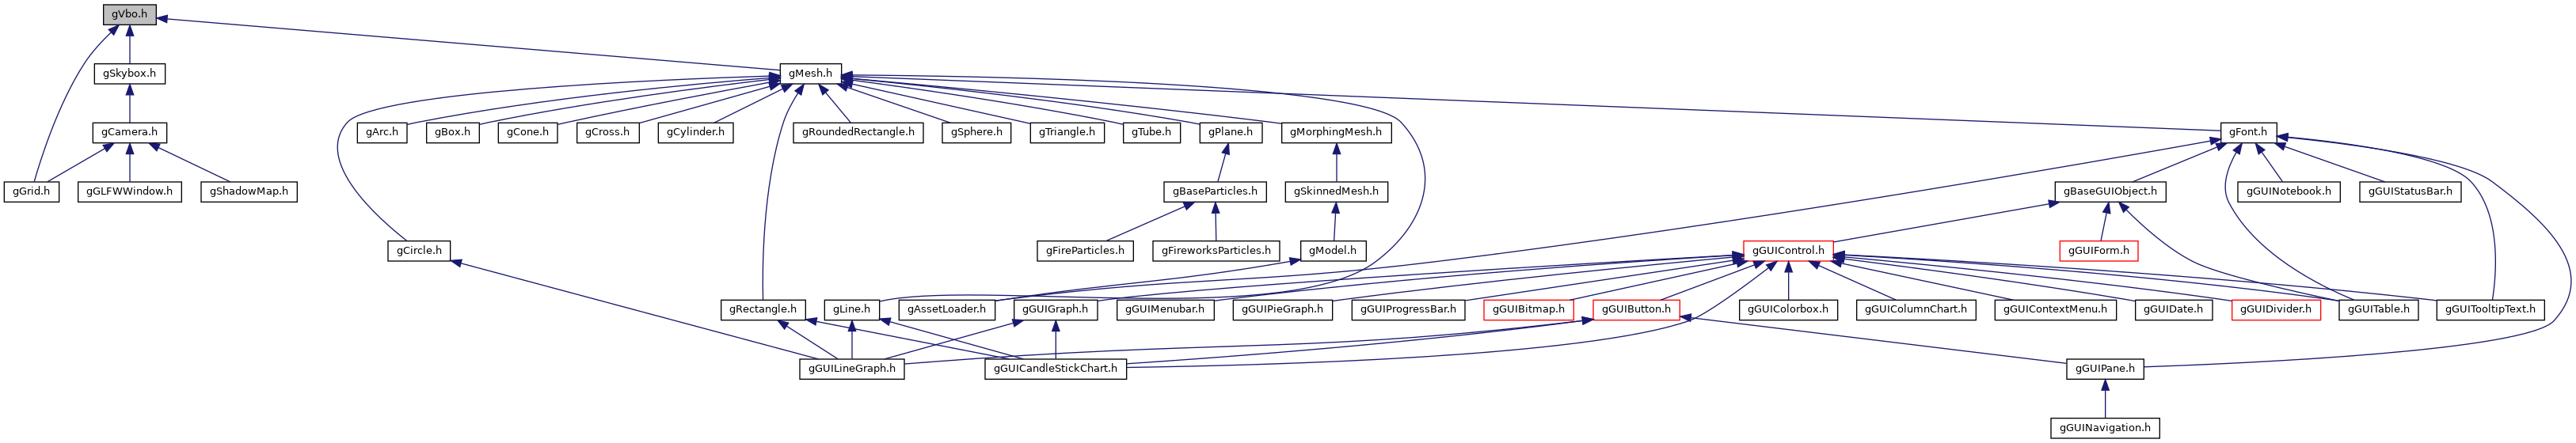 gVbo.h
gSkybox.h
gMesh.h
gCamera.h
gArc.h
gBox.h
gCone.h
gCross.h
gCylinder.h
gRoundedRectangle.h
gSphere.h
gTriangle.h
gTube.h
gPlane.h
gMorphingMesh.h
gFont.h
gGrid.h
gGLFWWindow.h
gShadowMap.h
gBaseParticles.h
gSkinnedMesh.h
gBaseGUIObject.h
gGUINotebook.h
gGUIStatusBar.h
gCircle.h
gFireParticles.h
gFireworksParticles.h
gModel.h
gGUIControl.h
gGUIForm.h
gRectangle.h
gLine.h
gAssetLoader.h
gGUIGraph.h
gGUIMenubar.h
gGUIPieGraph.h
gGUIProgressBar.h
gGUIBitmap.h
gGUIButton.h
gGUIColorbox.h
gGUIColumnChart.h
gGUIContextMenu.h
gGUIDate.h
gGUIDivider.h
gGUITable.h
gGUITooltipText.h
gGUILineGraph.h
gGUICandleStickChart.h
gGUIPane.h
gGUINavigation.h